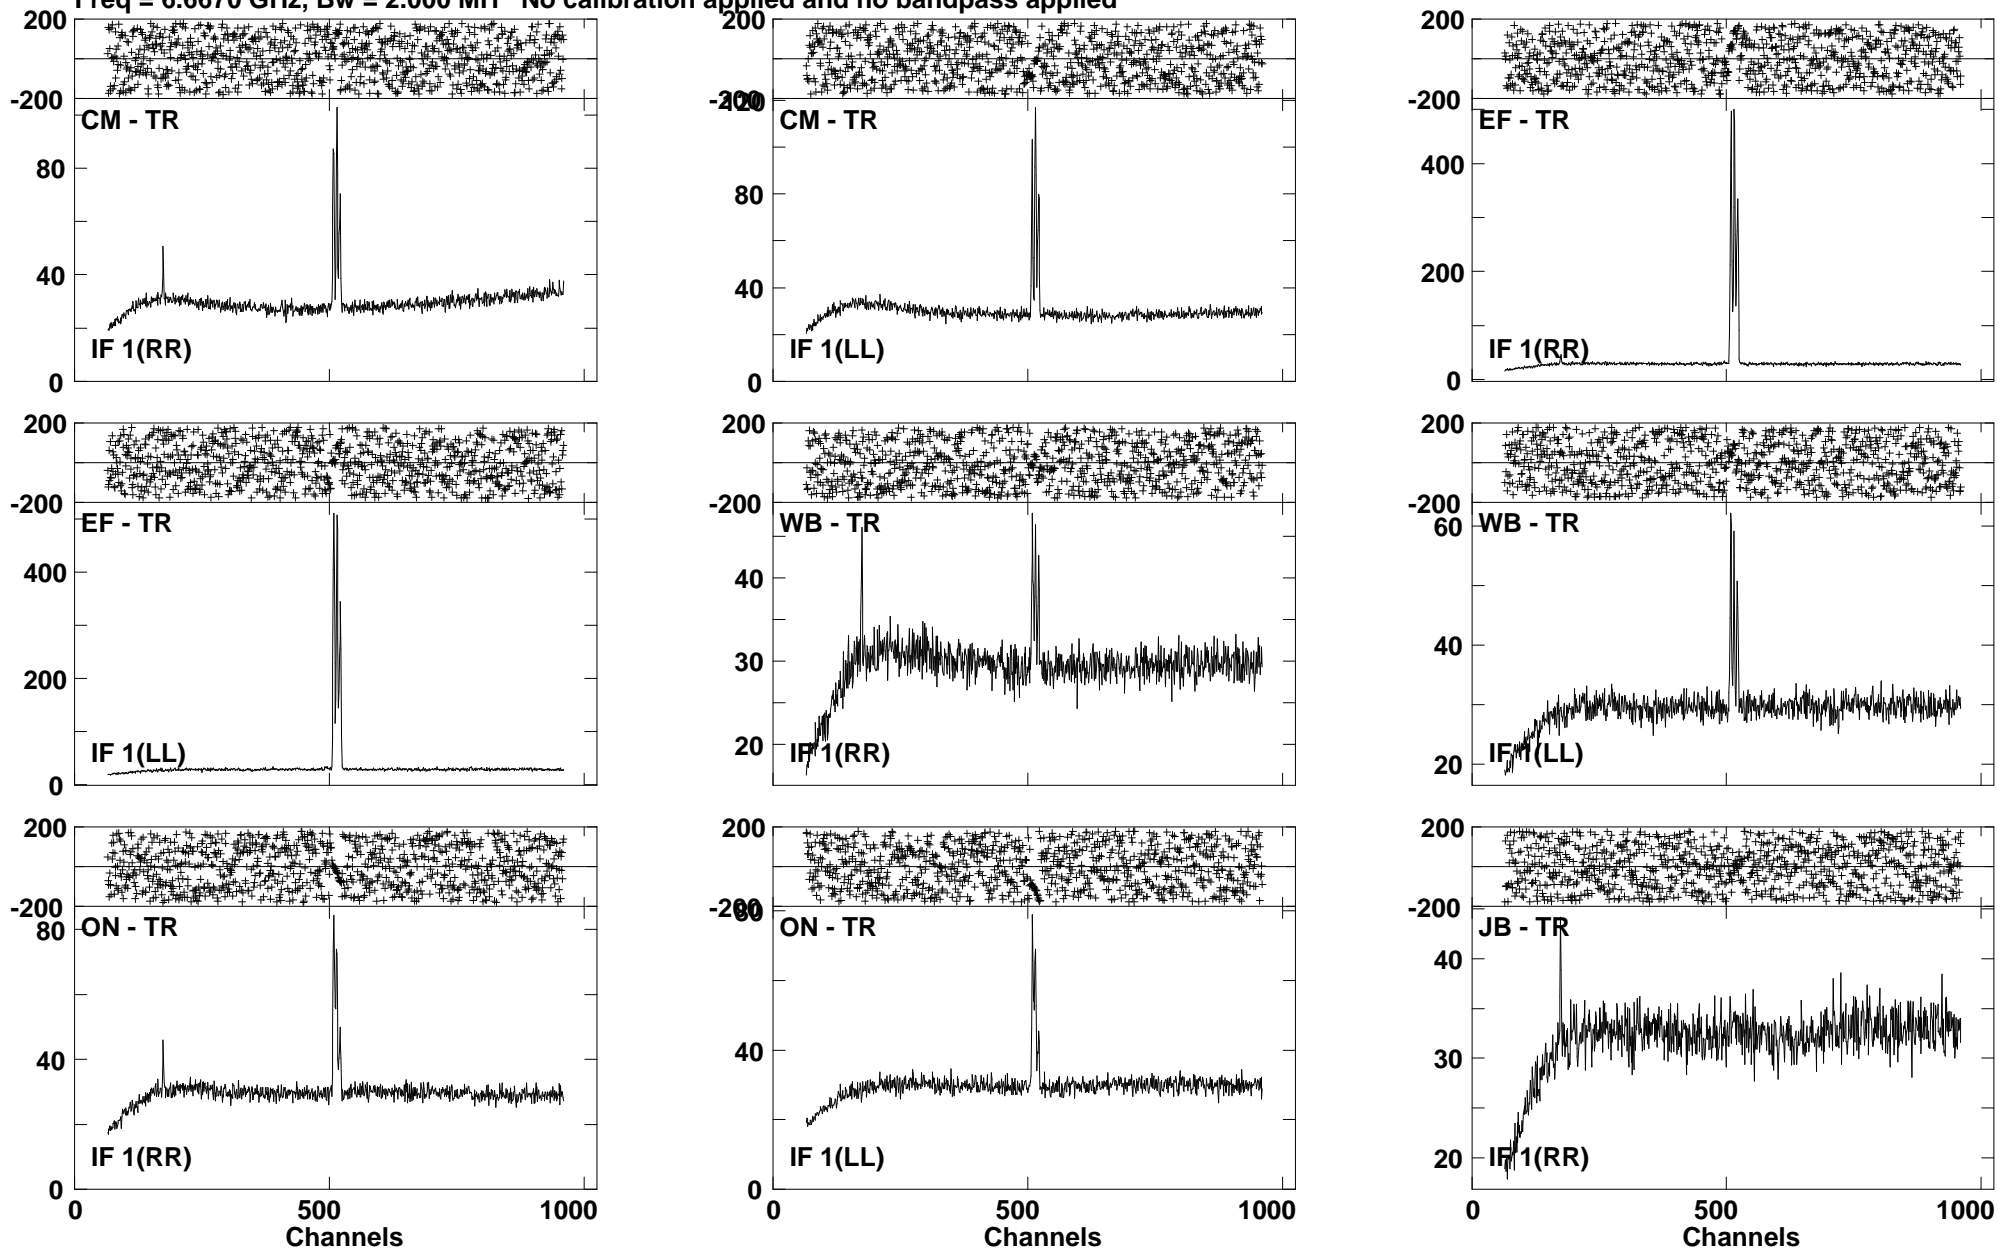 Freq = 6.6670 GHz, Bw = 2.000 MH No calibration applied and no bandpass applied
200 200 200
-200 -200 -200
120
CM - TR CM - TR EF - TR
80 80 400
40 40 200
0 0 0
IF 1(RR) IF 1(LL) IF 1(RR)
200 200 200
-200 -200 -200
EF - TR WB - TR WB - TR
400 40 60
200 30 40
0 20 20
IF 1(LL) IF 1(RR) IF 1(LL)
200 200 200
-200 -200 -200
80
ON - TR ON - TR JB - TR
80 40 40
40 0 30
0 20
IF 1(RR) IF 1(LL) IF 1(RR)
0 500 1000 0 500 1000 0 500 1000
Channels Channels Channels